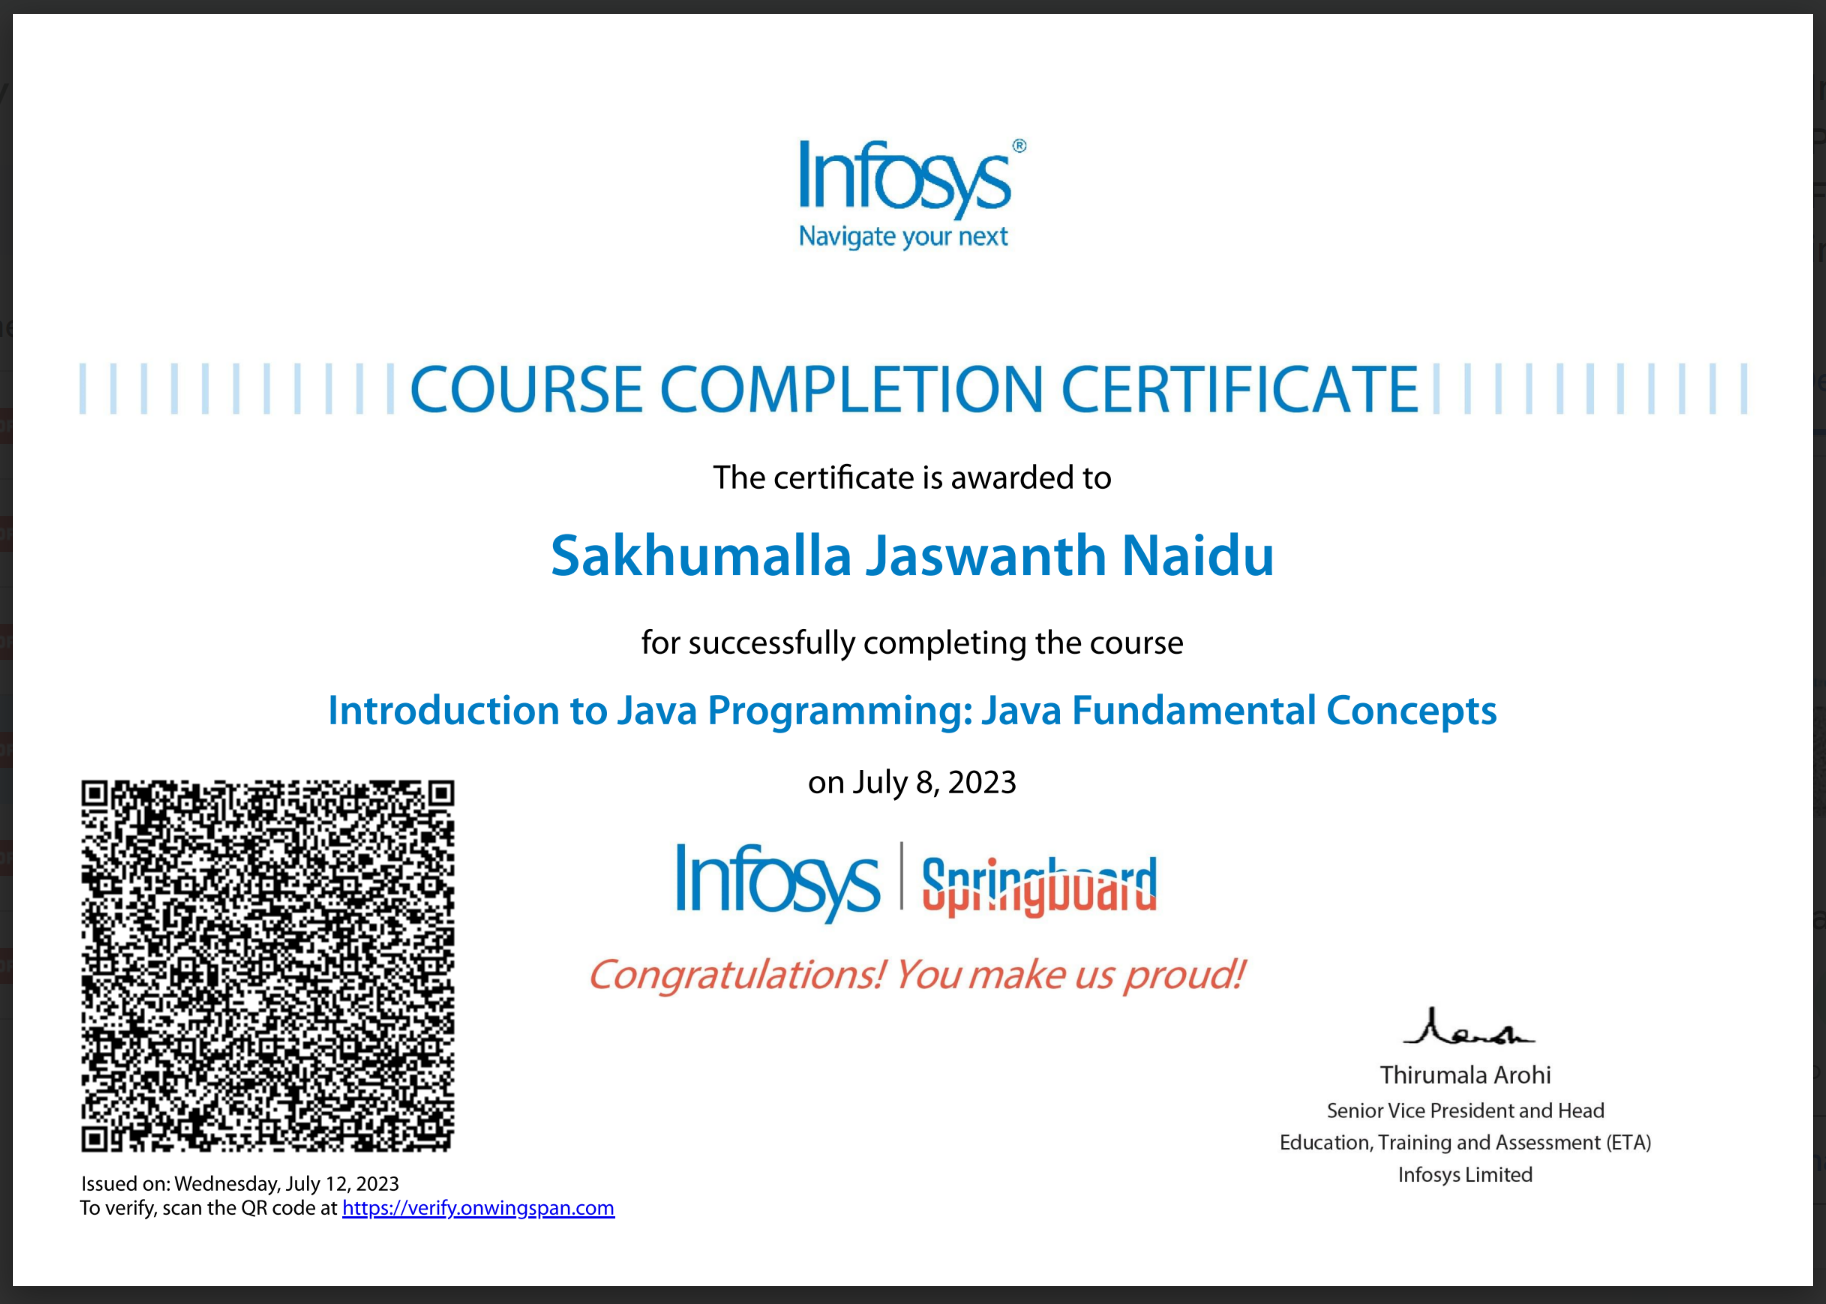 Infosys®
Navigate your next
COURSE COMPLETION CERTIFICATE
The certificate is awarded to
Sakhumalla Jaswanth Naidu
for successfully completing the course
Introduction to Java Programming: Java Fundamental Concepts
on July 8, 2023
Infosys | Springboard
Congratulations! You make us proud!
Thirumala Arohi
Senior Vice President and Head
Education, Training and Assessment (ETA)
Infosys Limited
Issued on: Wednesday, July 12, 2023
To verify, scan the QR code at https://verify.onwingspan.com